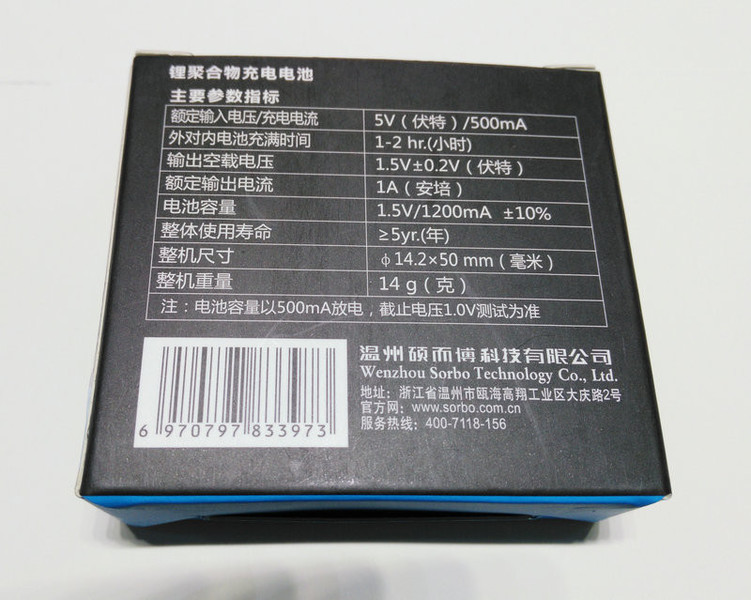 锂聚合物充电电池
主要参数指标
额定输入电压/充电电流 5V(伏特)/500mA
外对内电池充满时间 1-2 hr.(小时)
输出空载电压 1.5V±0.2V(伏特)
额定输出电流 1A(安培)
电池容量 1.5V/1200mA ±10%
整体使用寿命 ≥5yr.(年)
整机尺寸 ϕ14.2×50 mm(毫米)
整机重量 14 g(克)
注:电池容量以500mA放电,截止电压1.0V测试为准
温州硕而博科技有限公司
Wenzhou Sorbo Technology Co., Ltd.
地址:浙江省温州市瓯海高翔工业区大庆路2号
官方网:www.sorbo.com.cn
服务热线:400-7118-156
6 970797 833973